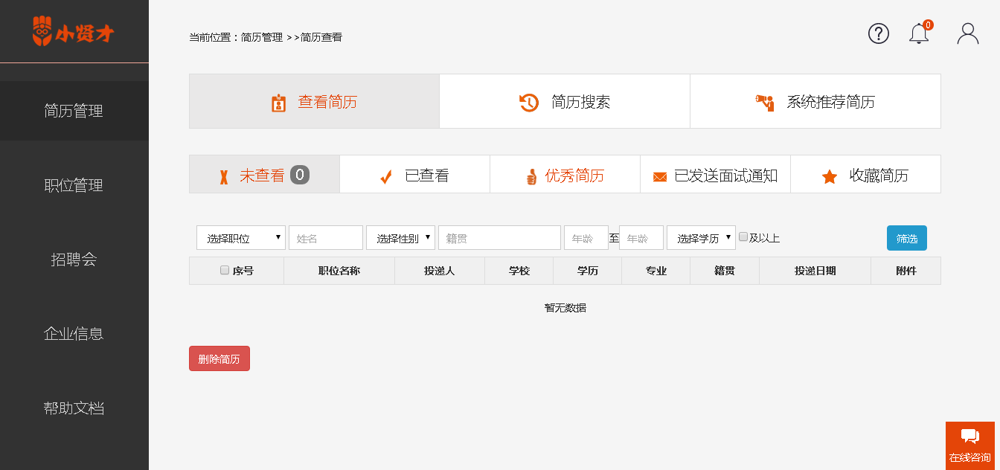 小贤才
当前位置：简历管理 >>简历查看
0
简历管理
职位管理
招聘会
企业信息
帮助文档
查看简历 简历搜索 系统推荐简历
未查看 0 已查看 优秀简历 已发送面试通知 收藏简历
选择职位 姓名 选择性别 籍贯 年龄 至 年龄 选择学历 及以上 筛选
序号 职位名称 投递人 学校 学历 专业 籍贯 投递日期 附件
暂无数据
删除简历
在线咨询